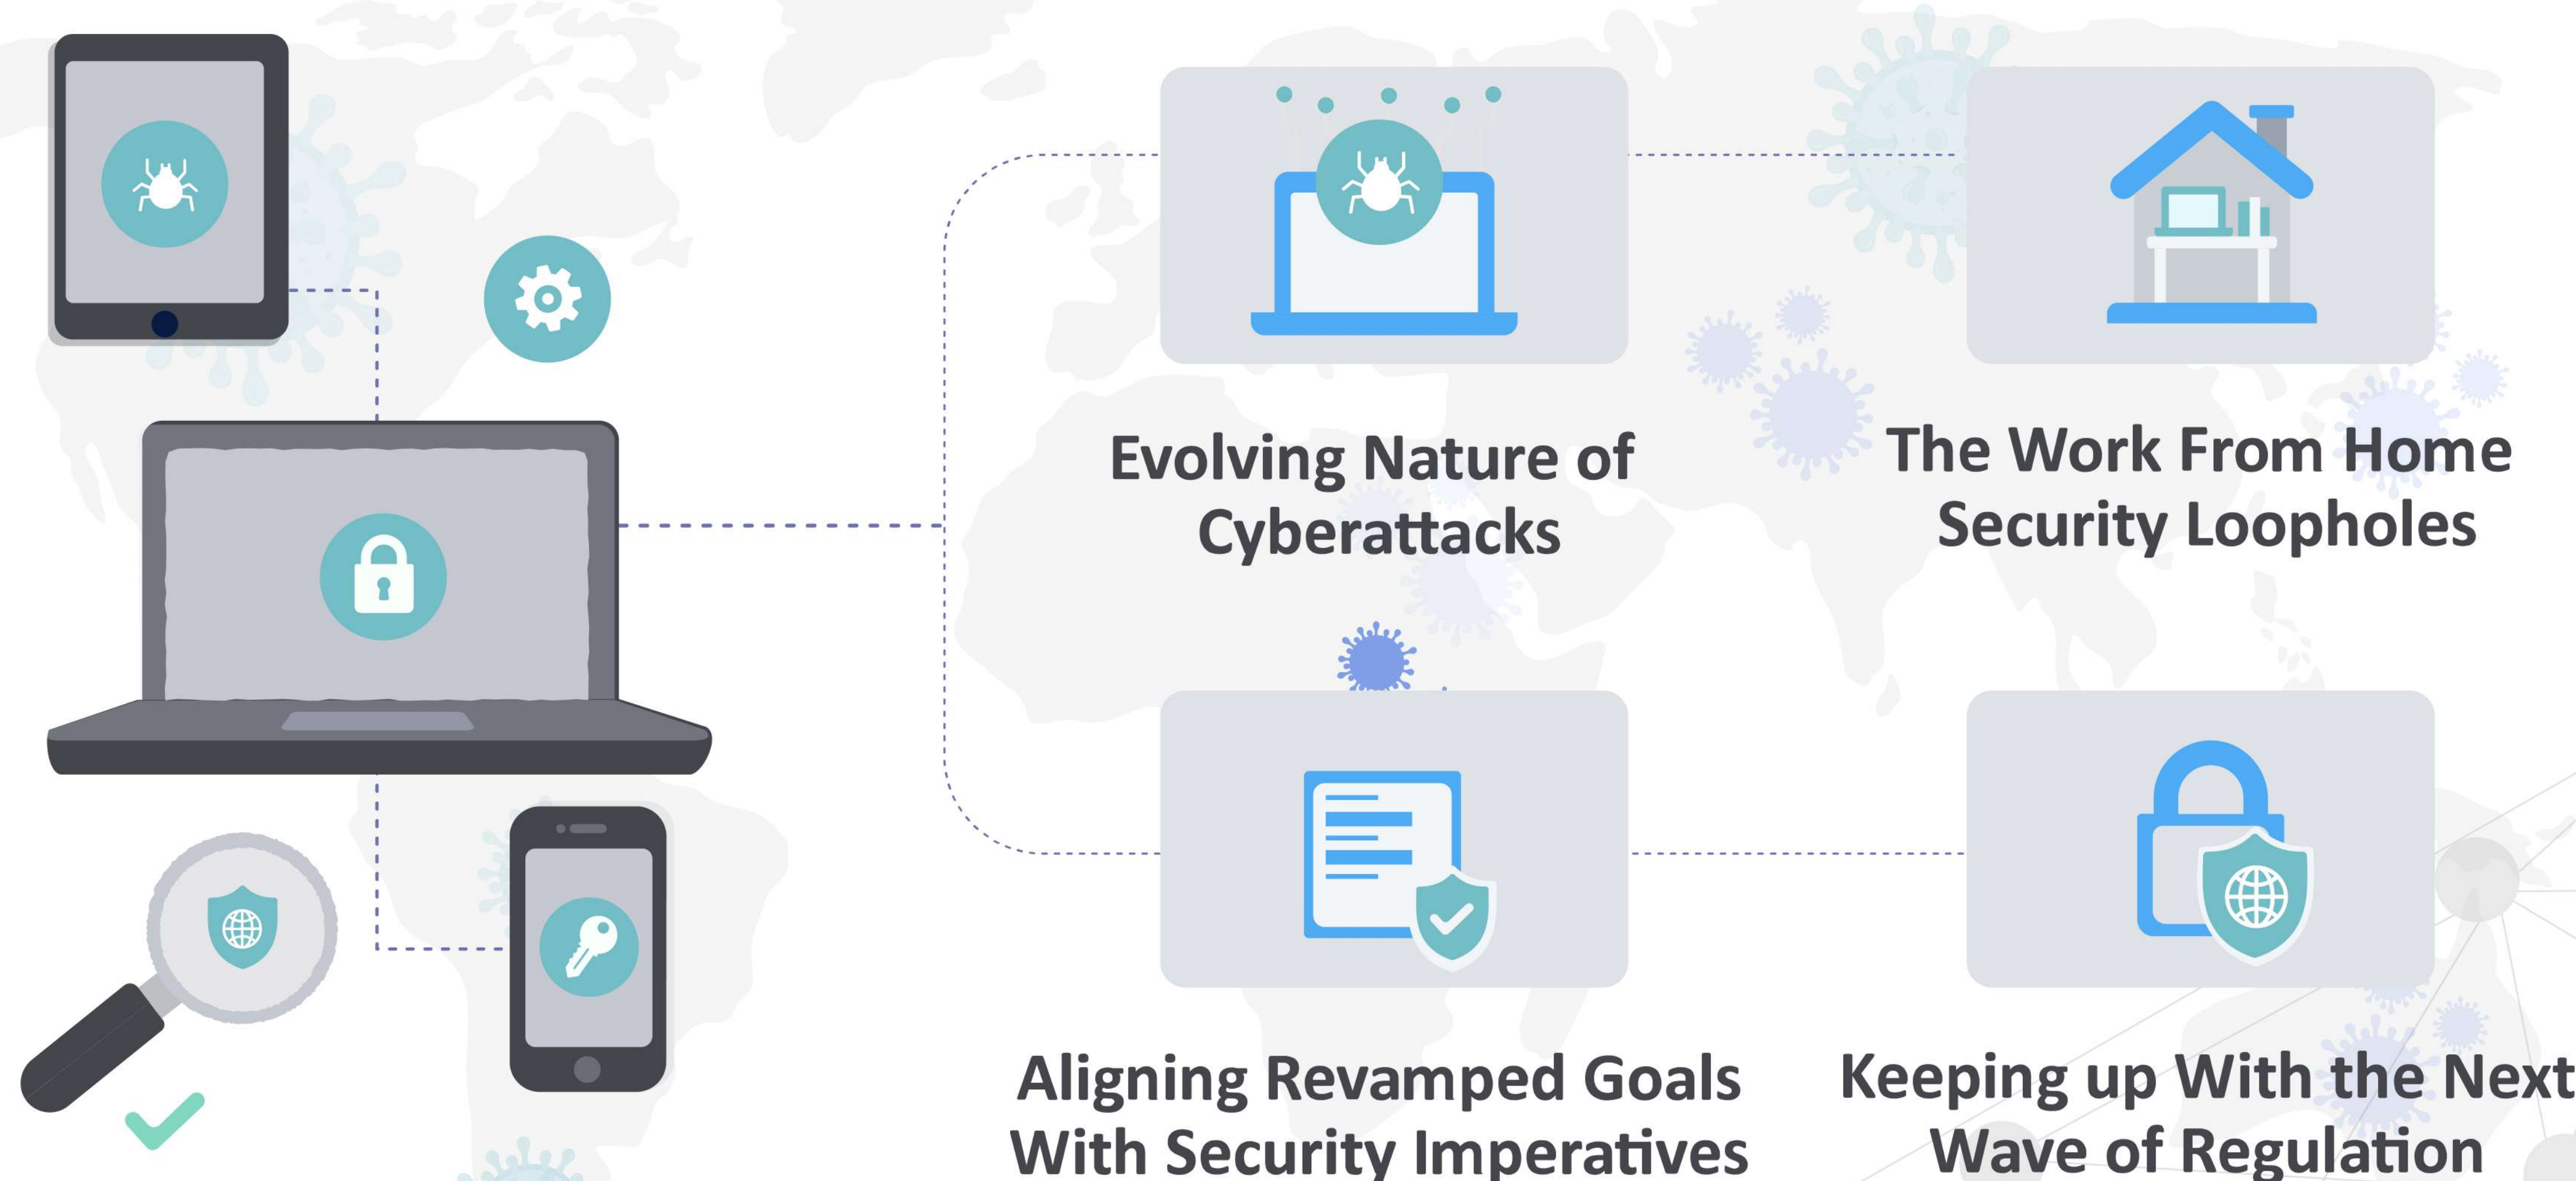 Evolving Nature of
Cyberattacks
The Work From Home
Security Loopholes
Aligning Revamped Goals
With Security Imperatives
Keeping up With the Next
Wave of Regulation